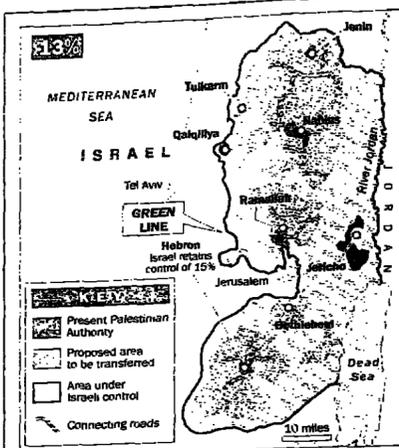 13%
Jenin
Tulkarm
MEDITERRANEAN
SEA
Nablus
Qalqiliya
ISRAEL
River Jordan
JORDAN
Tel Aviv
Ramallah
GREEN
LINE
Hebron
Israel retains
control of 15%
Jericho
Jerusalem
KEY
Present Palestinian
Authority
Bethlehem
Proposed area
to be transferred
Dead
Sea
Area under
Israeli control
Connecting roads
10 miles